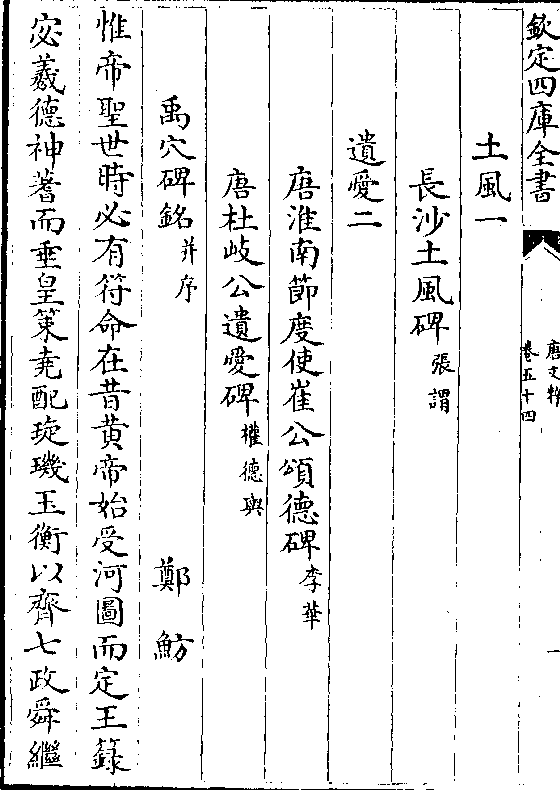 欽定四庫全書
唐文粹
卷五十四
一
土風一
長沙土風碑 張謂
遺愛二
唐淮南節度使崔公頌德碑 李華
唐杜岐公遺愛碑 權德輿
禹穴碑銘 并序 鄭魴
惟帝聖世時必有符命在昔黄帝始受河圖而定王籙
宓羲德神蓍而垂皇策堯配琁璣玉衡以齊七政舜繼